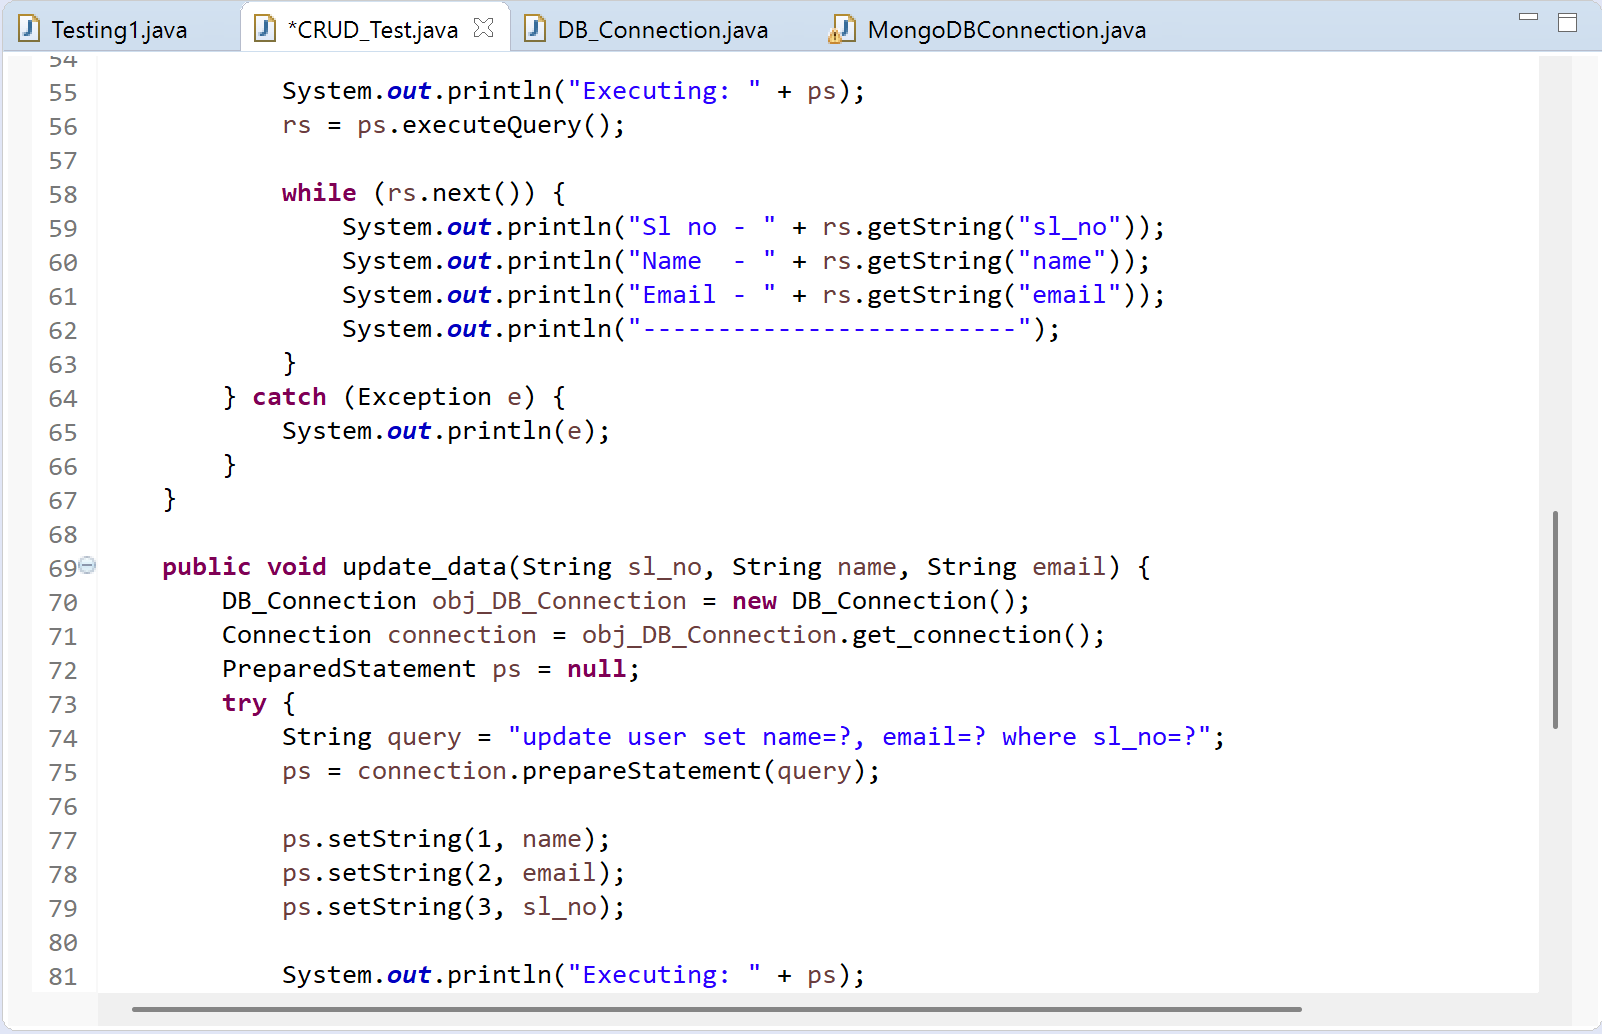 Testing1.java *CRUD_Test.java DB_Connection.java MongoDBConnection.java
54
55 System.out.println("Executing: " + ps);
56 rs = ps.executeQuery();
57
58 while (rs.next()) {
59 System.out.println("Sl no - " + rs.getString("sl_no"));
60 System.out.println("Name  - " + rs.getString("name"));
61 System.out.println("Email - " + rs.getString("email"));
62 System.out.println("-------------------------");
63 }
64 } catch (Exception e) {
65 System.out.println(e);
66 }
67 }
68
69 public void update_data(String sl_no, String name, String email) {
70 DB_Connection obj_DB_Connection = new DB_Connection();
71 Connection connection = obj_DB_Connection.get_connection();
72 PreparedStatement ps = null;
73 try {
74 String query = "update user set name=?, email=? where sl_no=?";
75 ps = connection.prepareStatement(query);
76
77 ps.setString(1, name);
78 ps.setString(2, email);
79 ps.setString(3, sl_no);
80
81 System.out.println("Executing: " + ps);